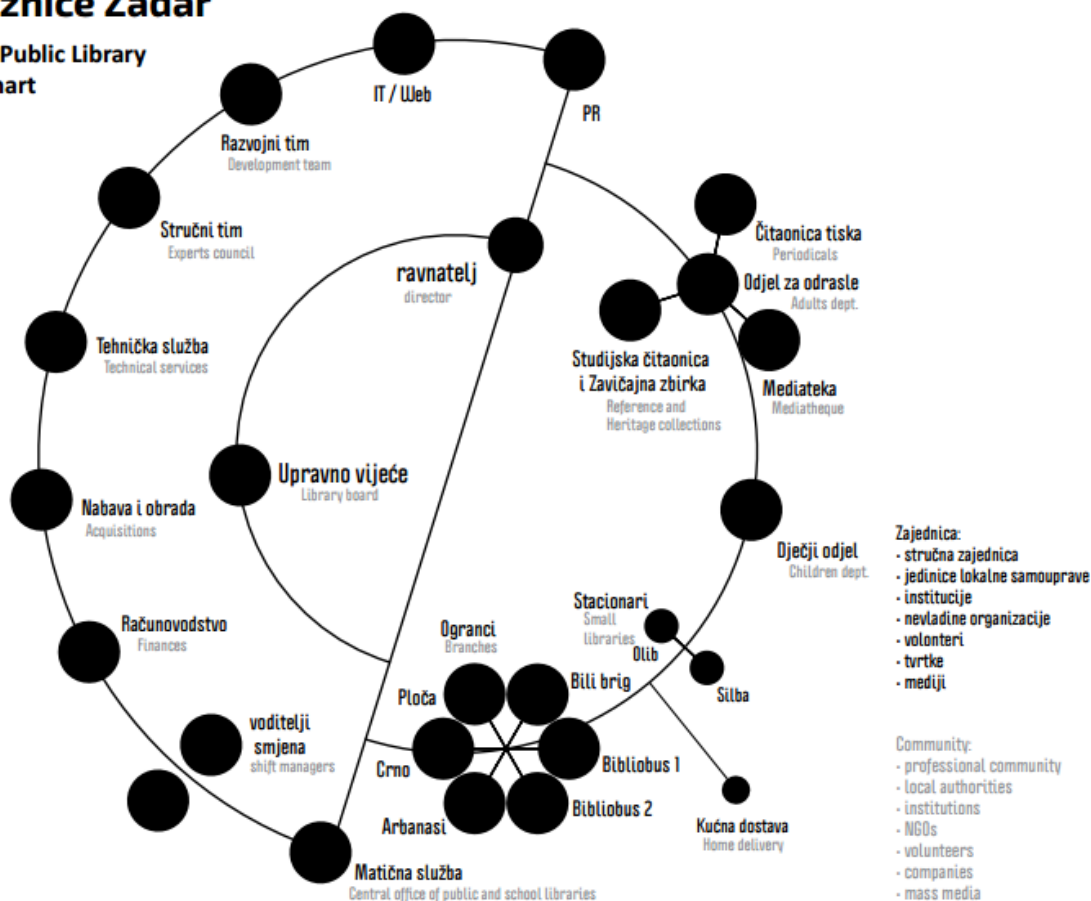 Zadar
Public Library
IT / Web
PR
Razvojni tim
Development team
Stručni tim
Experts council
Čitaonica tiska
Periodicals
ravnatelj
director
Odjel za odrasle
Adults dept.
Tehnička služba
Technical services
Studijska čitaonica
i Zavičajna zbirka
Reference and
Heritage collections
Mediateka
Mediatheque
Upravno vijeće
Library board
Nabava i obrada
Acquisitions
Dječji odjel
Children dept.
Zajednica:
- stručna zajednica
- jedinice lokalne samouprave
- institucije
- nevladine organizacije
- volonteri
- tvrtke
- mediji
Stacionari
Small
libraries
Olib
Silba
Računovodstvo
Finances
Ogranci
Branches
Ploča
Bili brig
Crno
Bibliobus 1
Arbanasi
Bibliobus 2
voditelji
smjena
shift managers
Kućna dostava
Home delivery
Community:
- professional community
- local authorities
- institutions
- NGOs
- volunteers
- companies
- mass media
Matična služba
Central office of public and school libraries